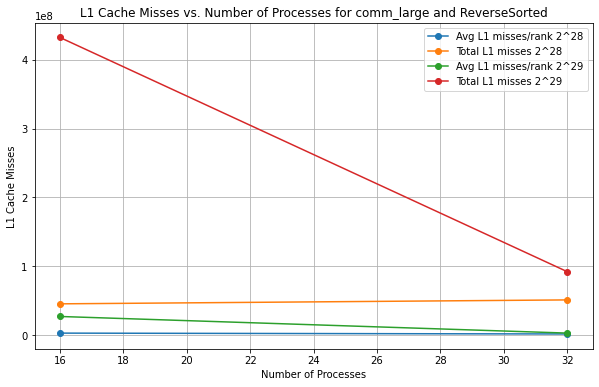 L1 Cache Misses vs. Number of Processes for comm_large and ReverseSorted
1e8
Avg L1 misses/rank 2^28
Total L1 misses 2^28
Avg L1 misses/rank 2^29
Total L1 misses 2^29
4
3
2
1
0
L1 Cache Misses
16 18 20 22 24 26 28 30 32
Number of Processes